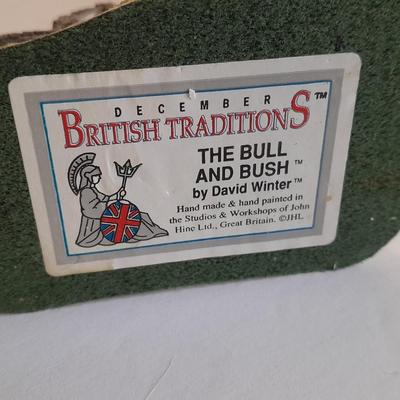 DECEMBER
BRITISH TRADITIONS™
THE BULL
AND BUSH™
by David Winter™
Hand made & hand painted in
the Studios & Workshops of John
Hine Ltd., Great Britain. ©JHL